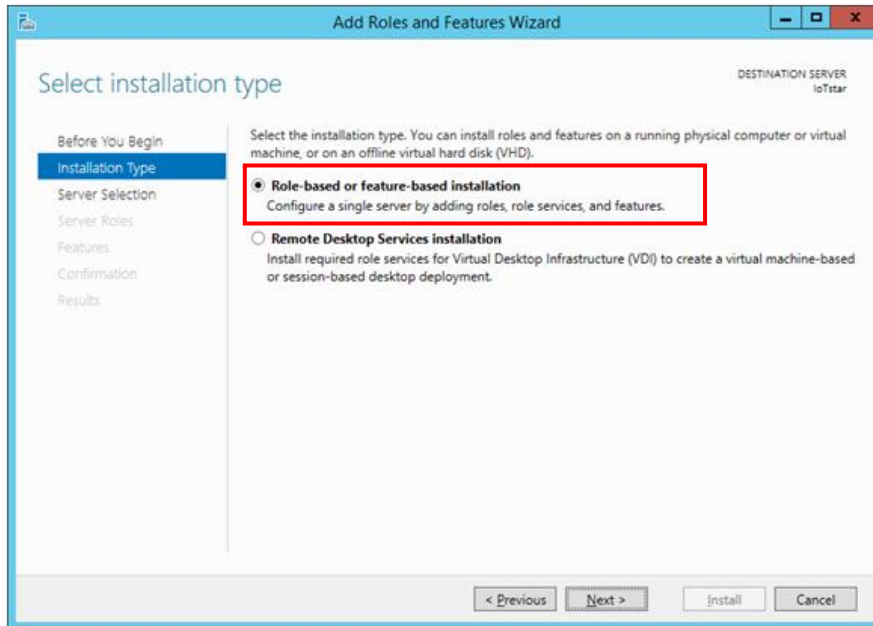 Add Roles and Features Wizard
Select installation type
DESTINATION SERVER
IoTstar
Before You Begin
Installation Type
Server Selection
Server Roles
Features
Confirmation
Results
Select the installation type. You can install roles and features on a running physical computer or virtual
machine, or on an offline virtual hard disk (VHD).
Role-based or feature-based installation
Configure a single server by adding roles, role services, and features.
Remote Desktop Services installation
Install required role services for Virtual Desktop Infrastructure (VDI) to create a virtual machine-based
or session-based desktop deployment.
< Previous
Next >
Install
Cancel